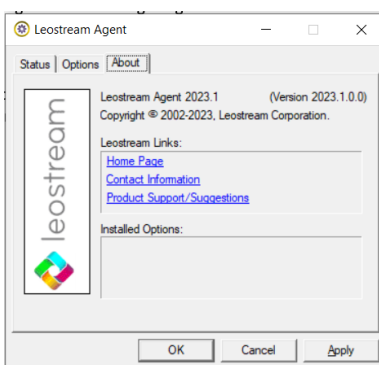 Leostream Agent
Status
Options
About
leostream
Leostream Agent 2023.1 (Version 2023.1.0.0)
Copyright © 2002-2023, Leostream Corporation.
Leostream Links:
Home Page
Contact Information
Product Support/Suggestions
Installed Options:
OK
Cancel
Apply